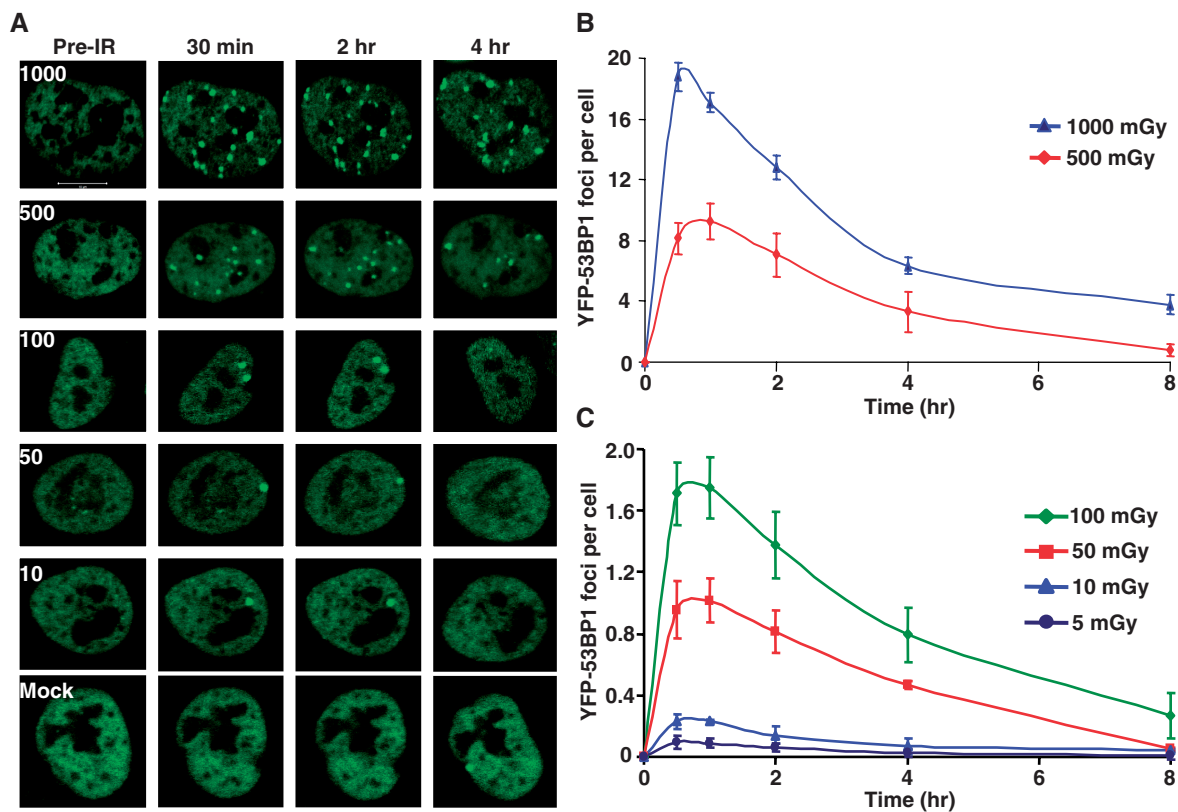 A
Pre-IR 30 min 2 hr 4 hr
1000
500
100
50
10
Mock
B
YFP-53BP1 foci per cell
20
16
12
8
4
0
0 2 4 6 8
Time (hr)
1000 mGy
500 mGy
C
YFP-53BP1 foci per cell
2.0
1.6
1.2
0.8
0.4
0
0 2 4 6 8
Time (hr)
100 mGy
50 mGy
10 mGy
5 mGy